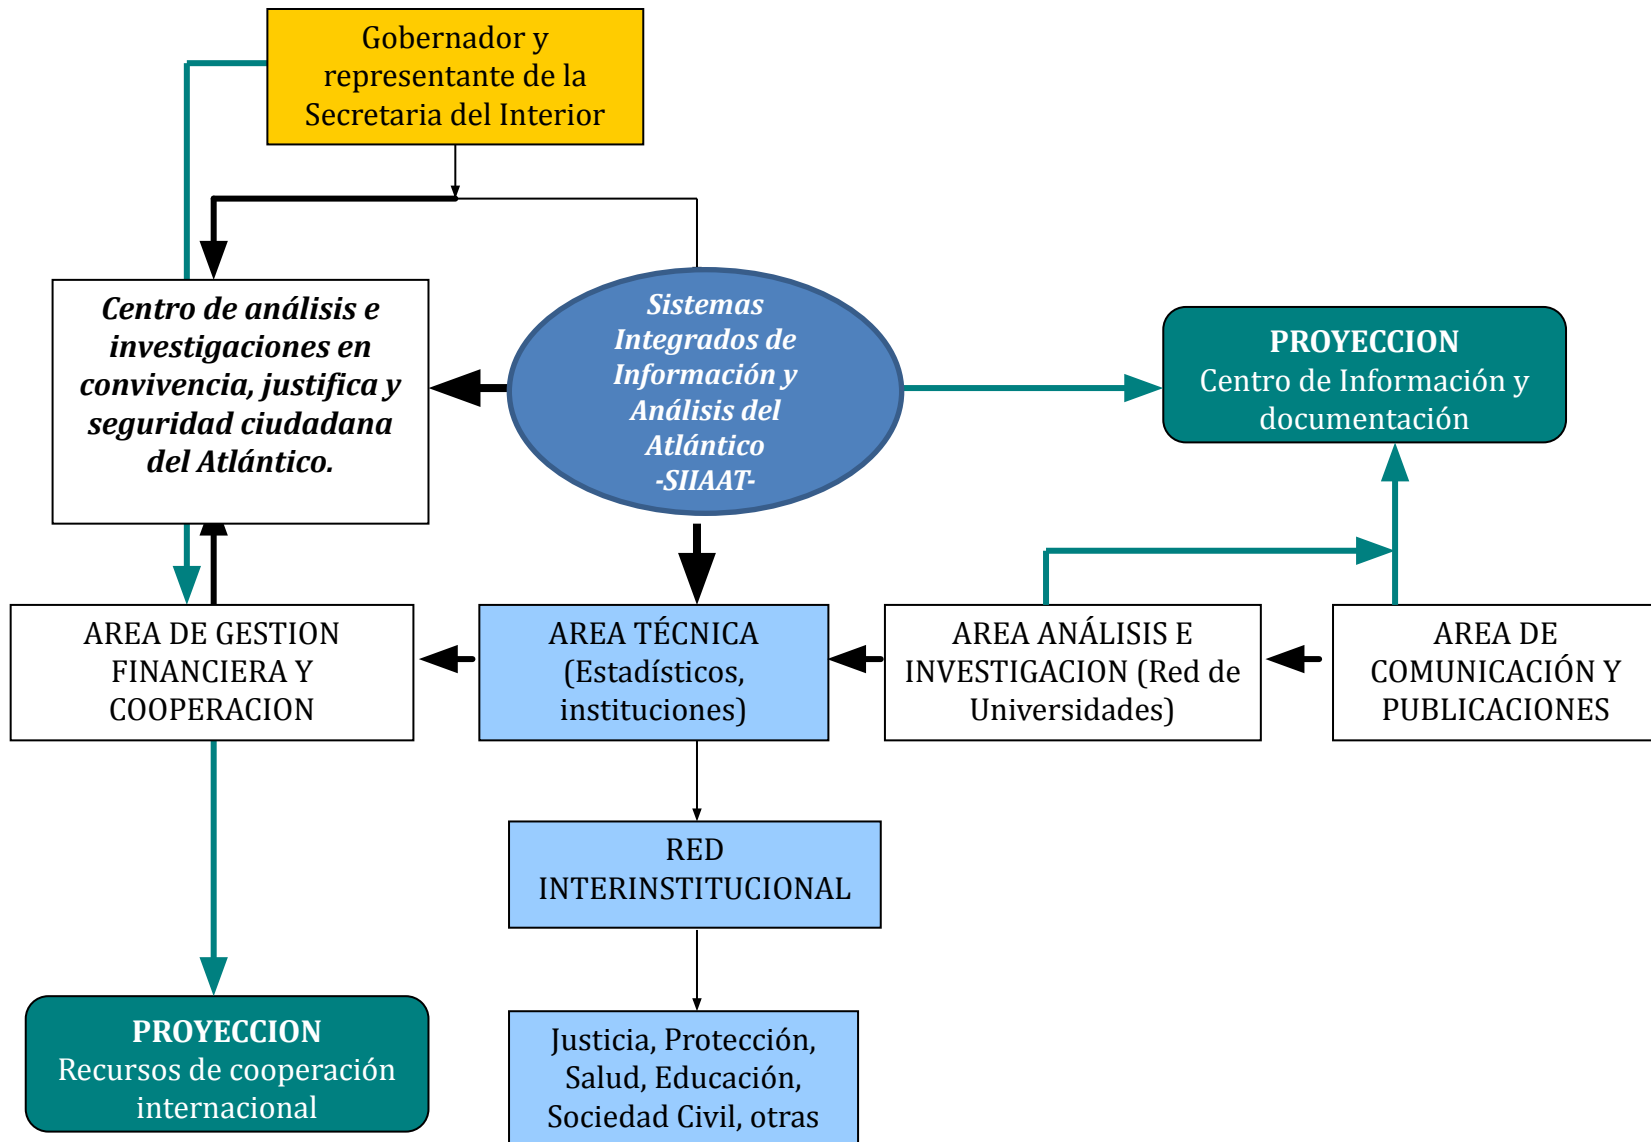 Gobernador y
representante de la
Secretaria del Interior
Centro de análisis e
investigaciones en
convivencia, justifica y
seguridad ciudadana
del Atlántico.
Sistemas
Integrados de
Información y
Análisis del
Atlántico
-SIIAAT-
PROYECCION
Centro de Información y
documentación
AREA DE GESTION
FINANCIERA Y
COOPERACION
AREA TÉCNICA
(Estadísticos,
instituciones)
AREA ANÁLISIS E
INVESTIGACION (Red de
Universidades)
AREA DE
COMUNICACIÓN Y
PUBLICACIONES
RED
INTERINSTITUCIONAL
PROYECCION
Recursos de cooperación
internacional
Justicia, Protección,
Salud, Educación,
Sociedad Civil, otras